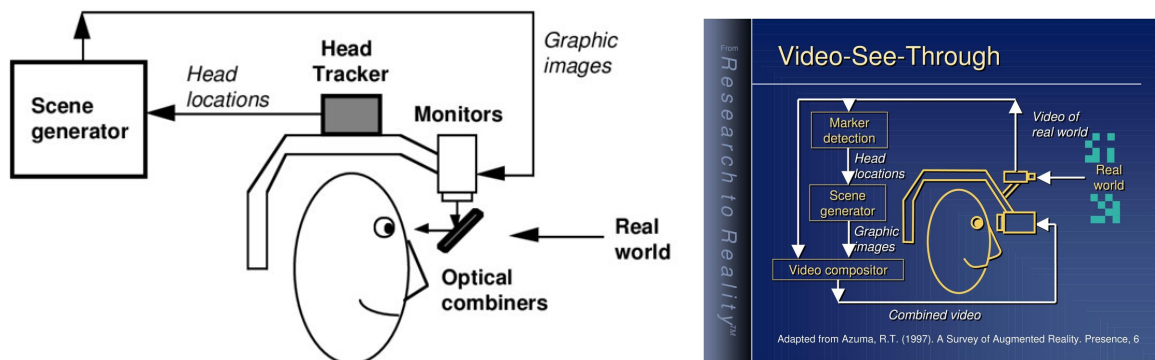 Graphic
images
Head
Tracker
Head
locations
Scene
generator
Monitors
Real
world
Optical
combiners
From
Research to Reality™
Video-See-Through
Video of
real world
Marker
detection
Head
locations
Real
world
Scene
generator
Graphic
images
Video compositor
Combined video
Adapted from Azuma, R.T. (1997). A Survey of Augmented Reality. Presence, 6